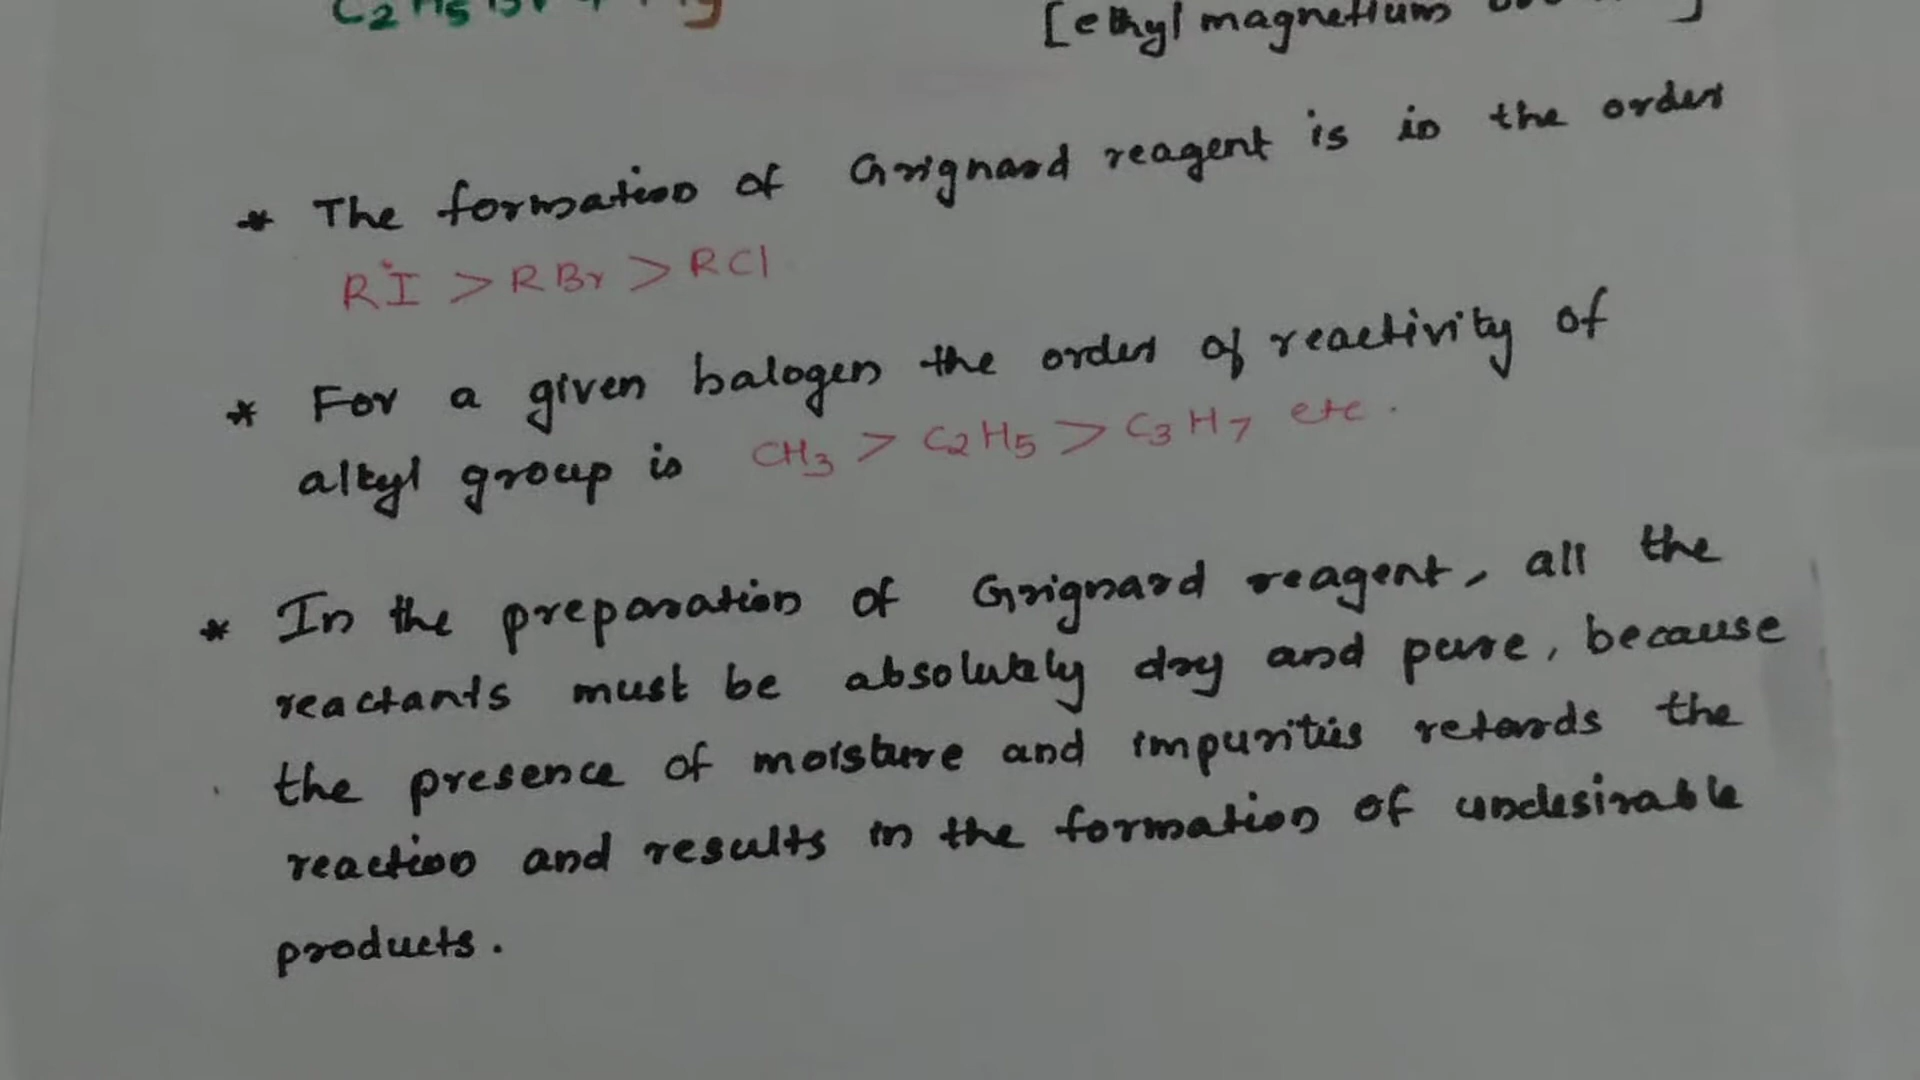 C2H5Br + Mg
[ethyl magnesium
* The formation of Grignard reagent is in the order
RI > RBr > RCl
* For a given halogen the order of reactivity of
alkyl group is CH3 > C2H5 > C3H7 etc.
* In the preparation of Grignard reagent, all the
reactants must be absolutely dry and pure, because
the presence of moisture and impurities retards the
reaction and results in the formation of undesirable
products.